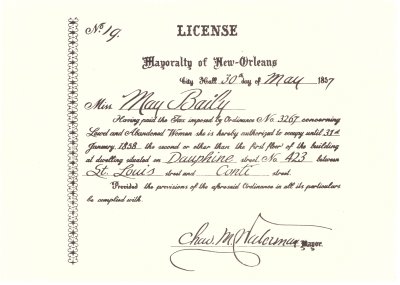 No. 19.
LICENSE
Mayoralty of New-Orleans
City Hall 30th day of May 1857
Miss May Baily
Having paid the Tax imposed by Ordinance No. 3267 concerning
Lewd and Abandoned Women she is hereby authorized to occupy until 31st
January, 1858 the second or other than the first floor of the building
or dwelling situated on Dauphine street No. 423 between
St. Louis street and Conti street.
Provided the provisions of the aforesaid Ordinance in all its particulars
be complied with.
Chas. M. Waterman Mayor.